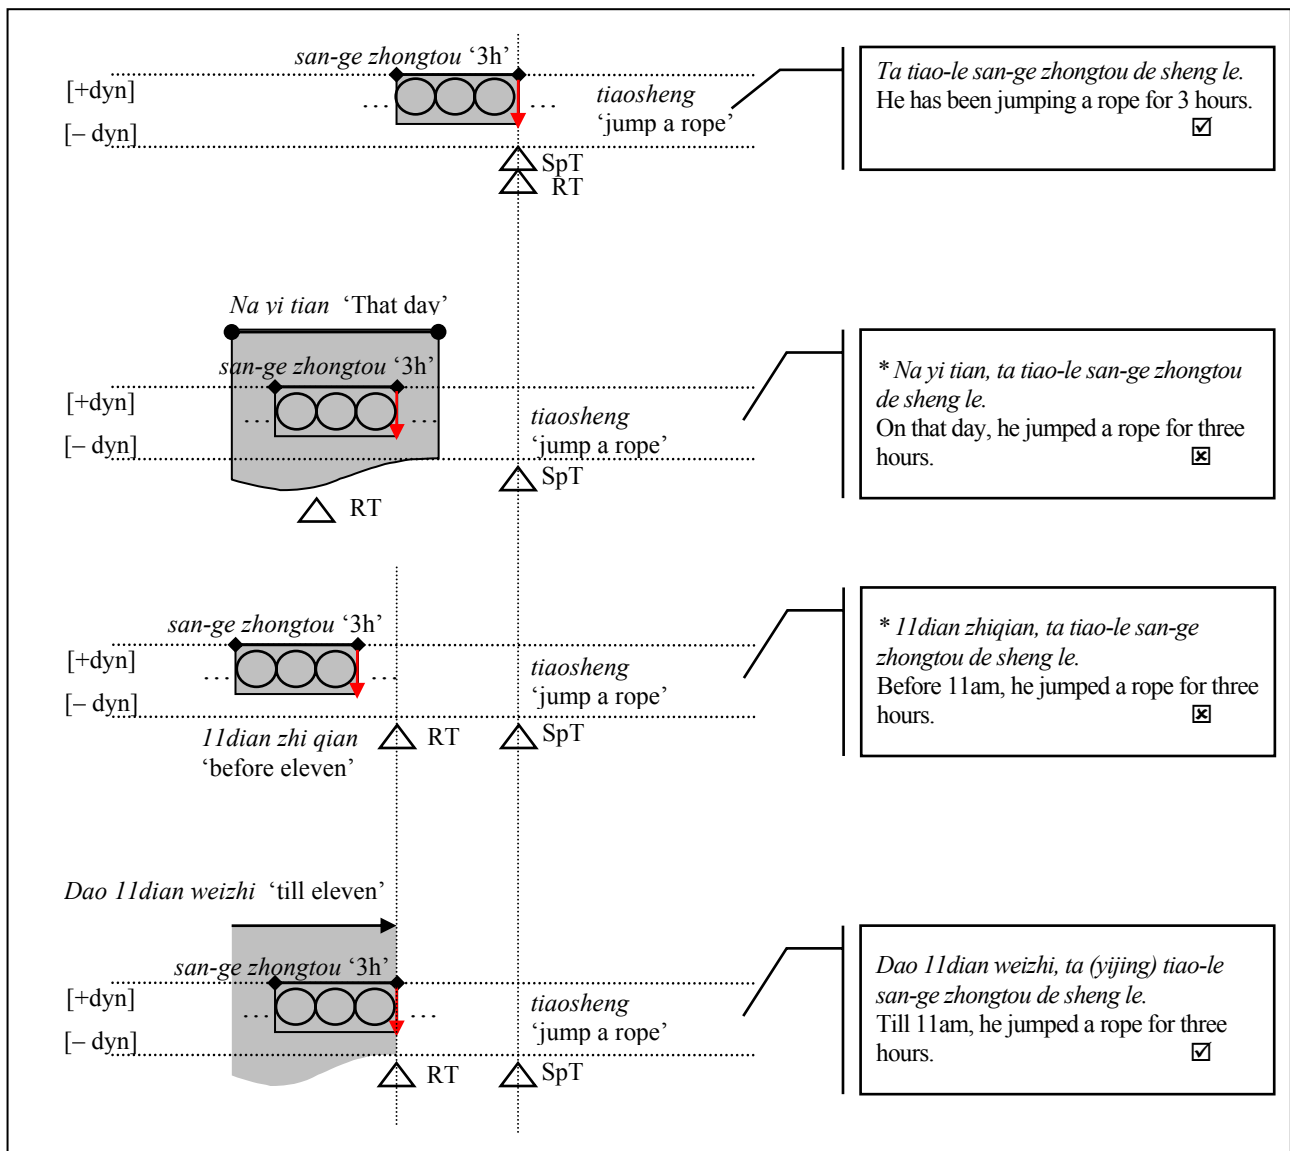 san-ge zhongtou ‘3h’
[+dyn]
[– dyn]
… …
tiaosheng
‘jump a rope’
SpT
RT
Ta tiao-le san-ge zhongtou de sheng le.
He has been jumping a rope for 3 hours.
☑
Na yi tian ‘That day’
san-ge zhongtou ‘3h’
[+dyn]
[– dyn]
… …
tiaosheng
‘jump a rope’
SpT
RT
* Na yi tian, ta tiao-le san-ge zhongtou
de sheng le.
On that day, he jumped a rope for three
hours. ☒
san-ge zhongtou ‘3h’
[+dyn]
[– dyn]
… …
tiaosheng
‘jump a rope’
11dian zhi qian
‘before eleven’
RT
SpT
* 11dian zhiqian, ta tiao-le san-ge
zhongtou de sheng le.
Before 11am, he jumped a rope for three
hours. ☒
Dao 11dian weizhi ‘till eleven’
san-ge zhongtou ‘3h’
[+dyn]
[– dyn]
… …
tiaosheng
‘jump a rope’
RT
SpT
Dao 11dian weizhi, ta (yijing) tiao-le
san-ge zhongtou de sheng le.
Till 11am, he jumped a rope for three
hours. ☑